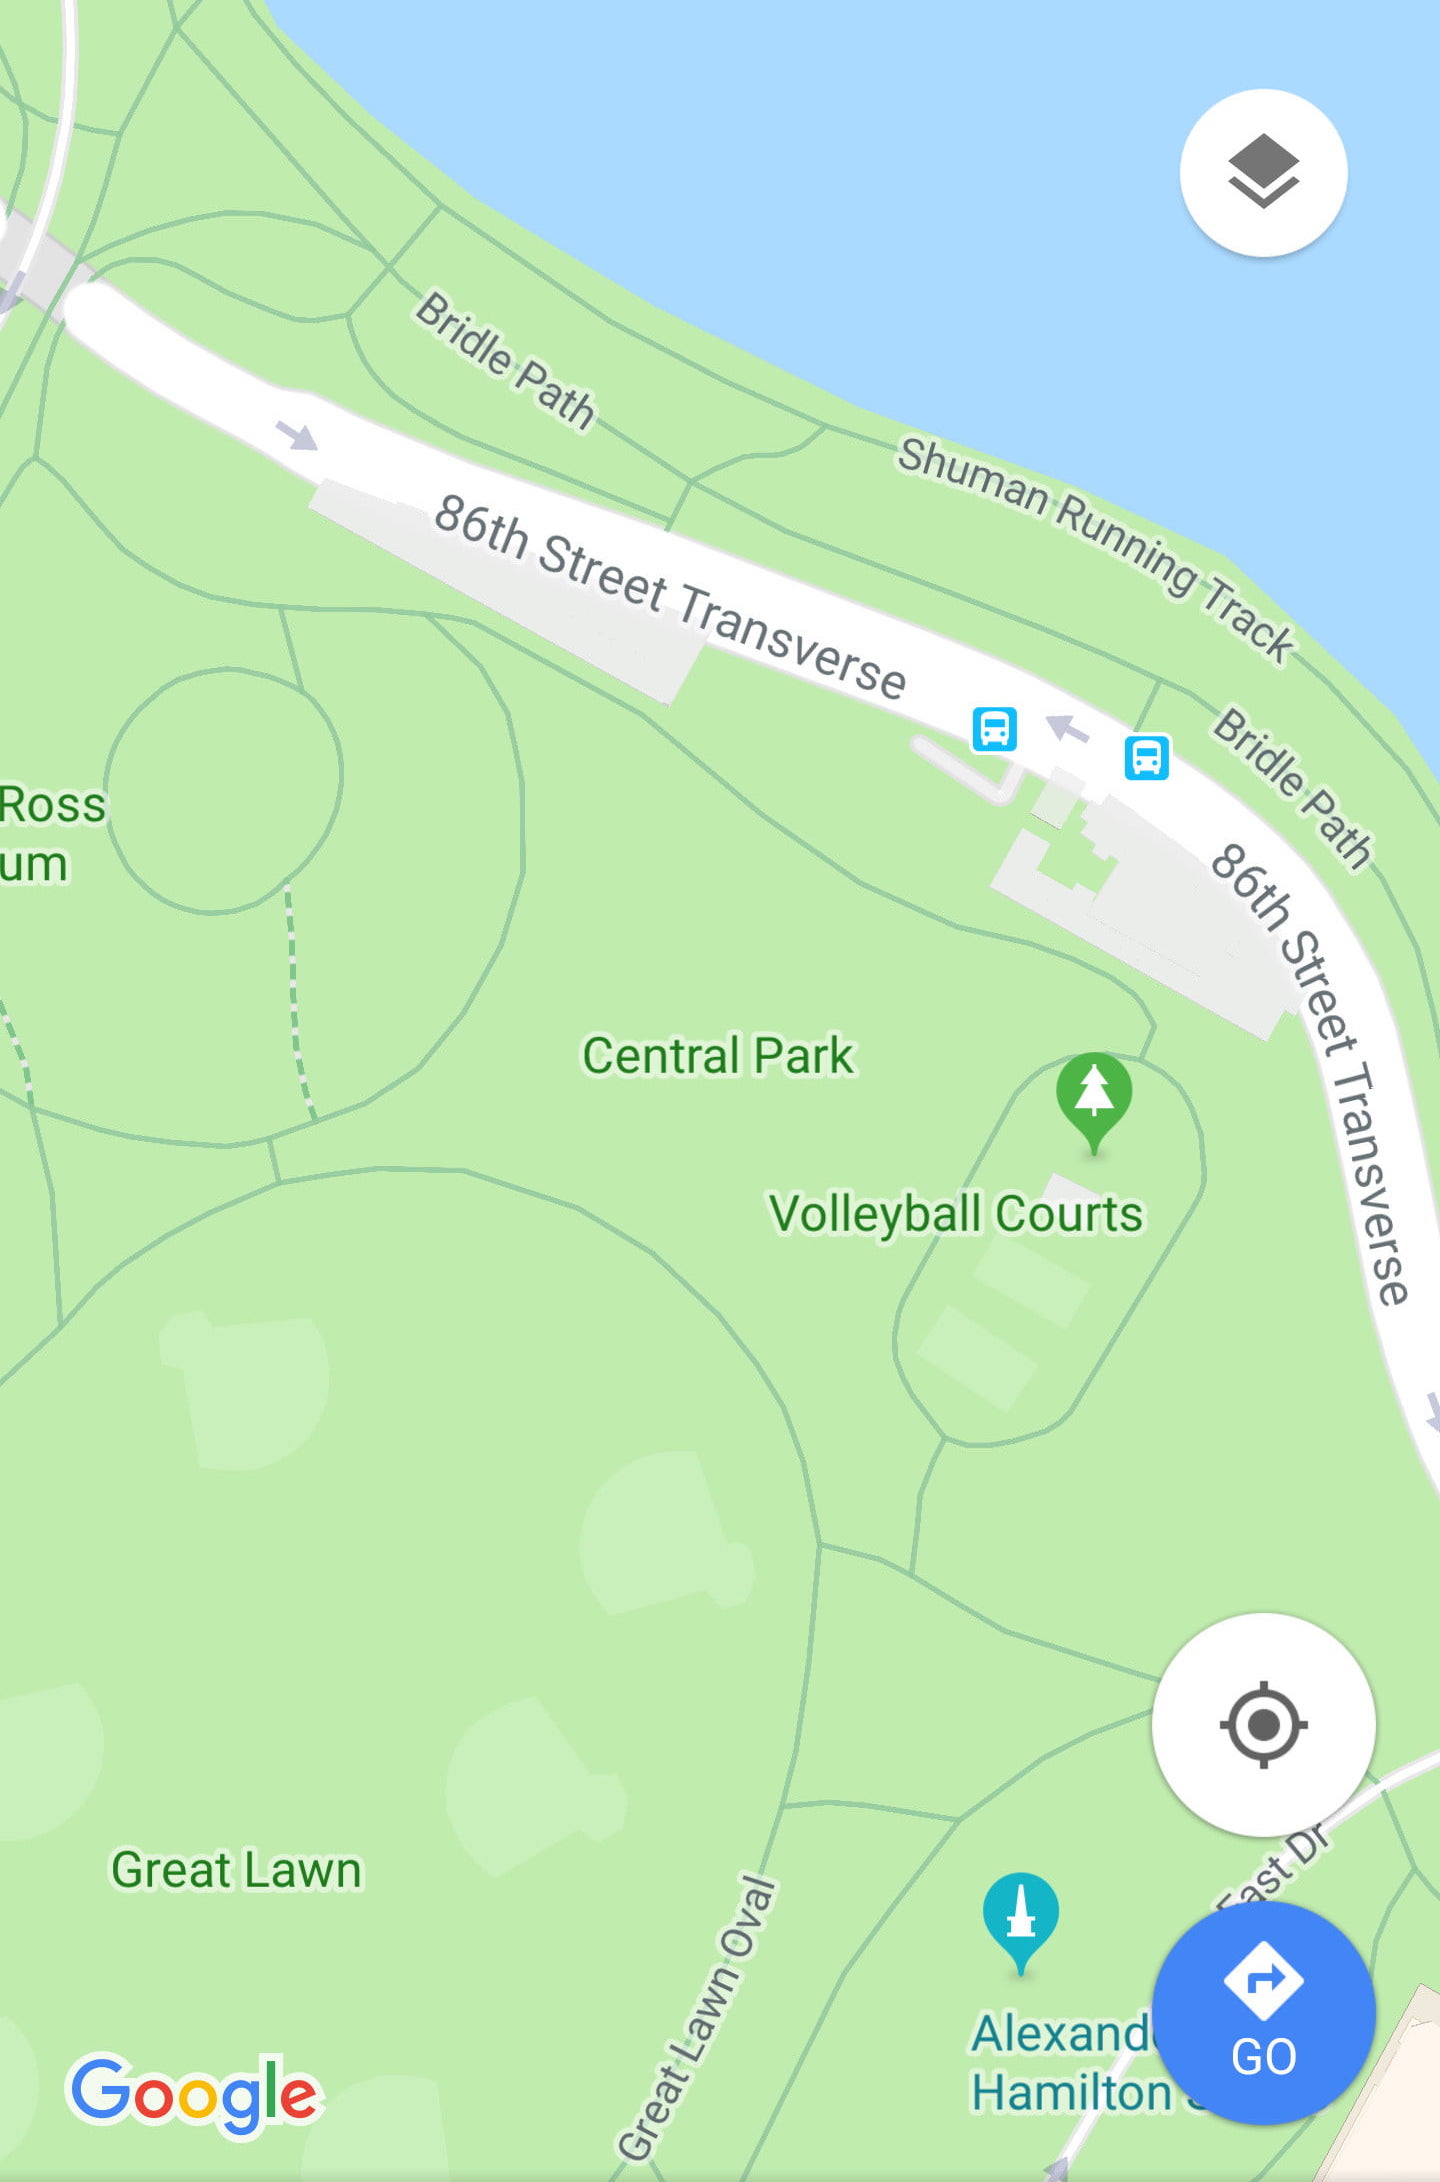 Bridle Path
Shuman Running Track
86th Street Transverse
Bridle Path
Ross
um
86th Street Transverse
Central Park
Volleyball Courts
Great Lawn
East Dr
Great Lawn Oval
GO
Hamilton
Google